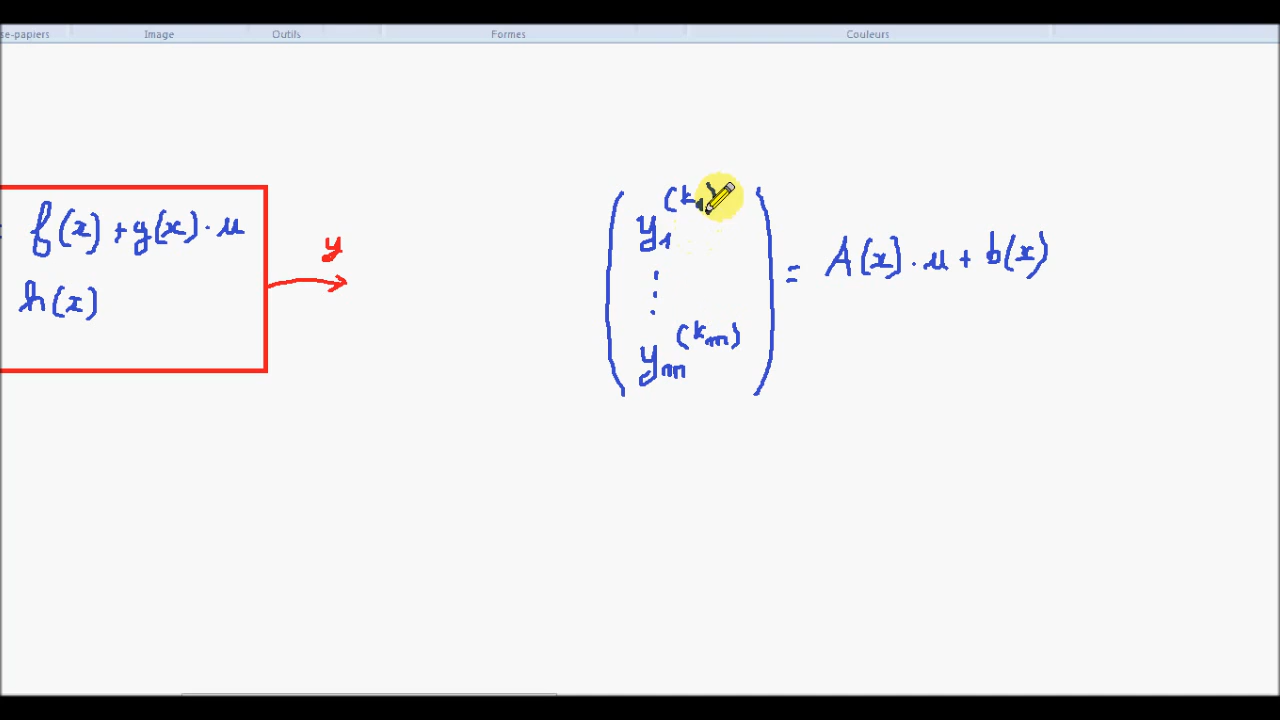 se-papiers Image Outils Formes Couleurs
= f(x) + g(x) · u
h(x)
y
y₁⁽ᵏ₁⁾
⋮
yₘ⁽ᵏₘ⁾
= A(x) · u + b(x)